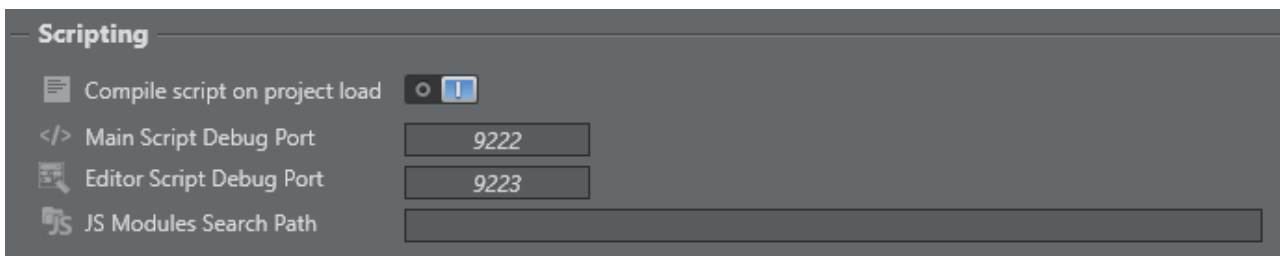 Scripting
Compile script on project load
</> Main Script Debug Port 9222
Editor Script Debug Port 9223
JS JS Modules Search Path